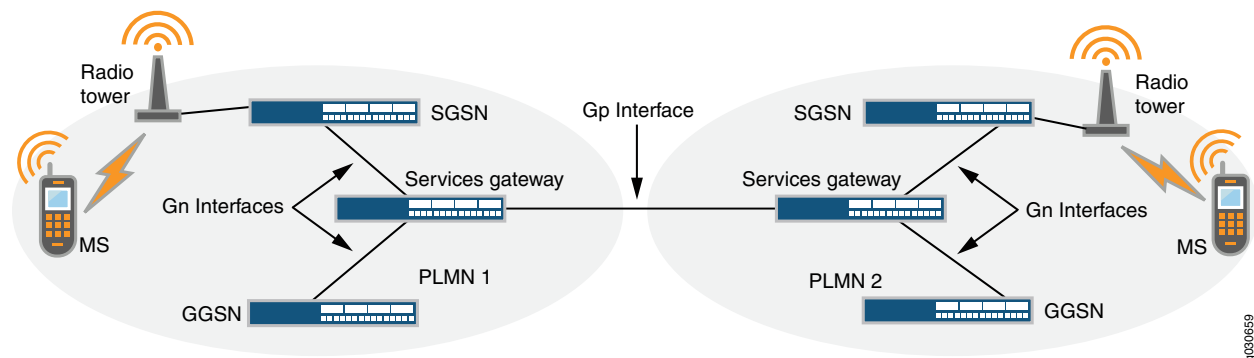 Radio
tower
SGSN
Gp Interface
SGSN
Radio
tower
Services gateway
Services gateway
Gn Interfaces
Gn Interfaces
MS
MS
PLMN 1
PLMN 2
GGSN
GGSN
g030659